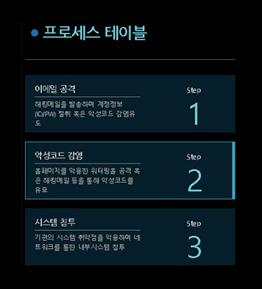 프로세스 테이블
이메일 공격
Step
해킹메일을 발송하여 계정정보
(ID/PW) 탈취 혹은 악성코드 감염유
도
1
악성코드 감염
Step
홈페이지를 악용한 워터링홀 공격 혹
은 해킹메일 등을 통해 악성코드를
유포
2
시스템 침투
Step
기관의 시스템 취약점을 악용하여 네
트워크를 통한 내부시스템 침투
3